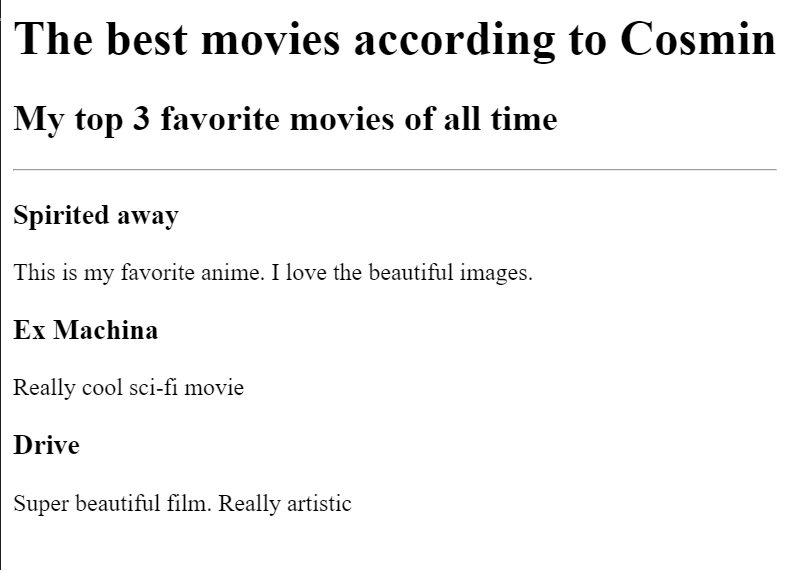 The best movies according to Cosmin
My top 3 favorite movies of all time
Spirited away
This is my favorite anime. I love the beautiful images.
Ex Machina
Really cool sci-fi movie
Drive
Super beautiful film. Really artistic